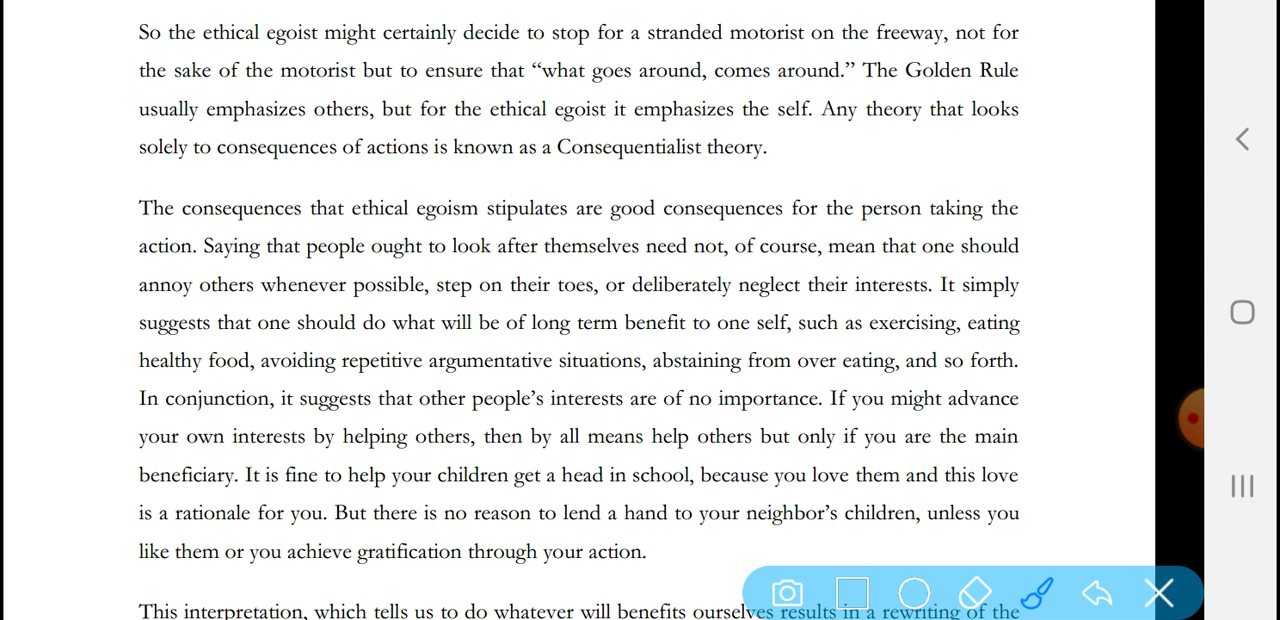 So the ethical egoist might certainly decide to stop for a stranded motorist on the freeway, not for
the sake of the motorist but to ensure that “what goes around, comes around.” The Golden Rule
usually emphasizes others, but for the ethical egoist it emphasizes the self. Any theory that looks
solely to consequences of actions is known as a Consequentialist theory.
The consequences that ethical egoism stipulates are good consequences for the person taking the
action. Saying that people ought to look after themselves need not, of course, mean that one should
annoy others whenever possible, step on their toes, or deliberately neglect their interests. It simply
suggests that one should do what will be of long term benefit to one self, such as exercising, eating
healthy food, avoiding repetitive argumentative situations, abstaining from over eating, and so forth.
In conjunction, it suggests that other people’s interests are of no importance. If you might advance
your own interests by helping others, then by all means help others but only if you are the main
beneficiary. It is fine to help your children get a head in school, because you love them and this love
is a rationale for you. But there is no reason to lend a hand to your neighbor’s children, unless you
like them or you achieve gratification through your action.
This interpretation, which tells us to do whatever will benefits ourselves results in a rewriting of the